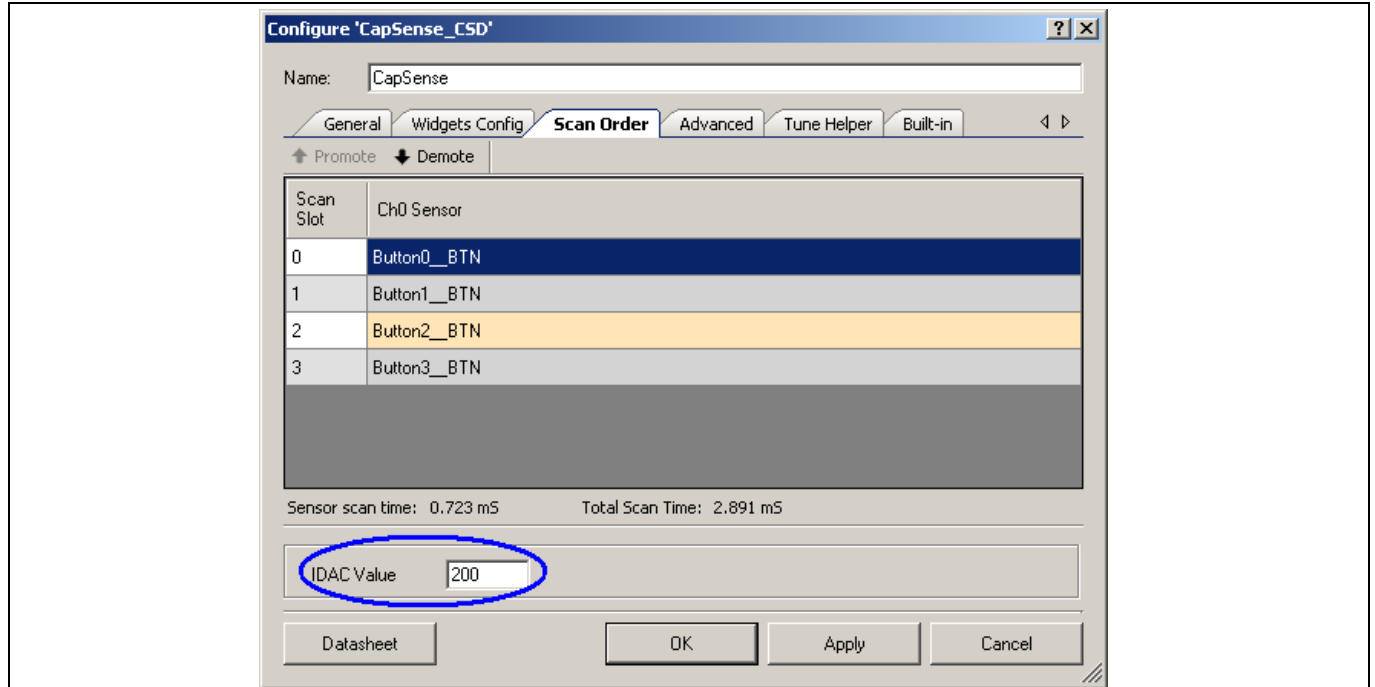 Configure 'CapSense_CSD'
Name: CapSense
General Widgets Config Scan Order Advanced Tune Helper Built-in
Promote Demote
Scan Slot Ch0 Sensor
0 Button0__BTN
1 Button1__BTN
2 Button2__BTN
3 Button3__BTN
Sensor scan time: 0.723 mS Total Scan Time: 2.891 mS
IDAC Value 200
Datasheet OK Apply Cancel